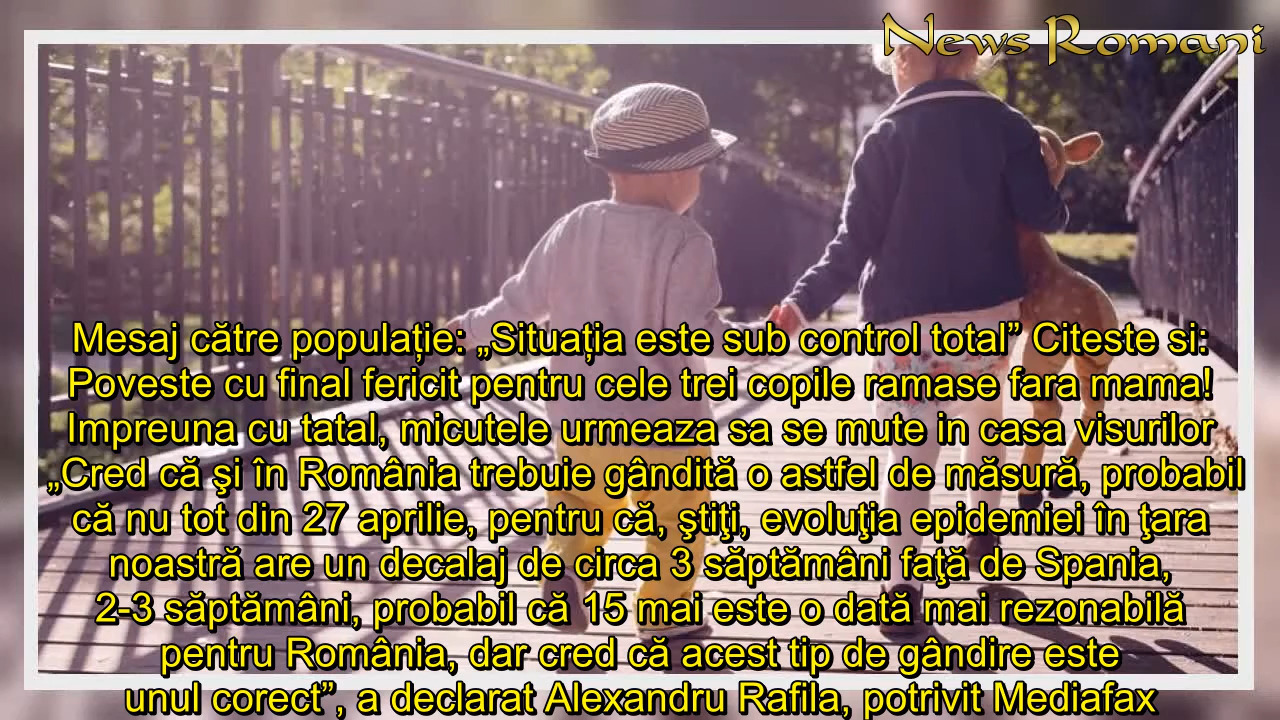 News Romani
Mesaj către populație: „Situația este sub control total” Citeste si:
Poveste cu final fericit pentru cele trei copile ramase fara mama!
Impreuna cu tatal, micutele urmeaza sa se mute in casa visurilor
„Cred că şi în România trebuie gândită o astfel de măsură, probabil
că nu tot din 27 aprilie, pentru că, ştiţi, evoluţia epidemiei în ţara
noastră are un decalaj de circa 3 săptămâni faţă de Spania,
2-3 săptămâni, probabil că 15 mai este o dată mai rezonabilă
pentru România, dar cred că acest tip de gândire este
unul corect”, a declarat Alexandru Rafila, potrivit Mediafax